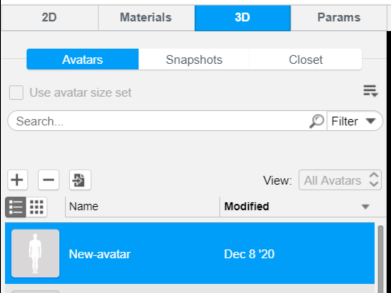 2D Materials 3D Params
Avatars Snapshots Closet
Use avatar size set
Search... Filter
View: All Avatars
Name Modified
New-avatar Dec 8 '20